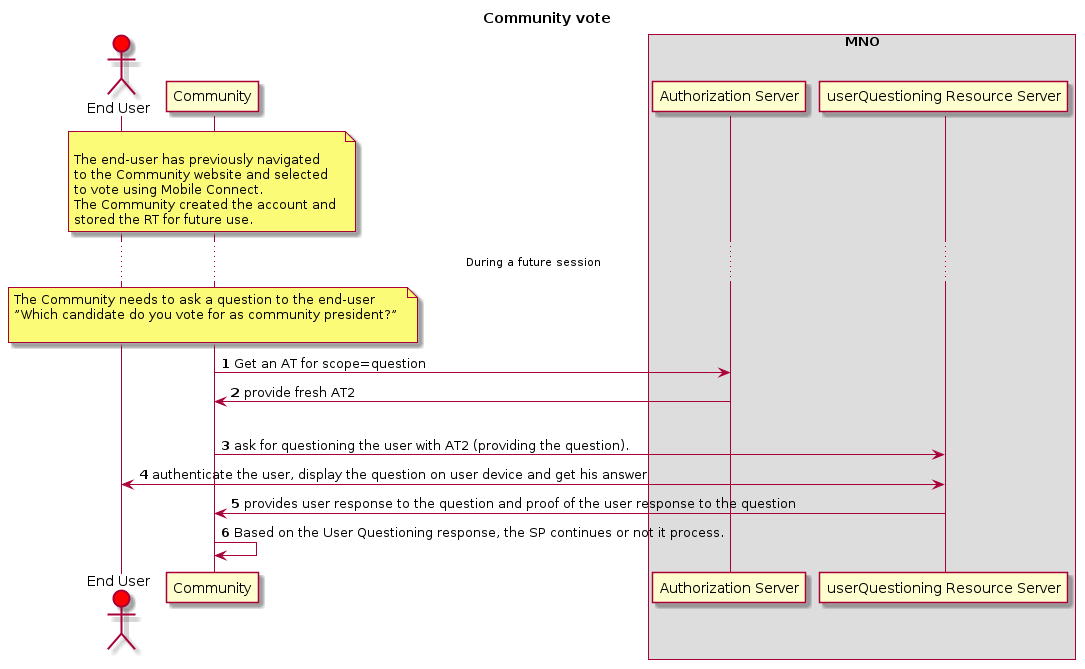 Community vote
MNO
End User
Community
Authorization Server
userQuestioning Resource Server
The end-user has previously navigated
to the Community website and selected
to vote using Mobile Connect.
The Community created the account and
stored the RT for future use.
During a future session
The Community needs to ask a question to the end-user
"Which candidate do you vote for as community president?"
1 Get an AT for scope=question
2 provide fresh AT2
3 ask for questioning the user with AT2 (providing the question).
4 authenticate the user, display the question on user device and get his answer
5 provides user response to the question and proof of the user response to the question
6 Based on the User Questioning response, the SP continues or not it process.
End User
Community
Authorization Server
userQuestioning Resource Server